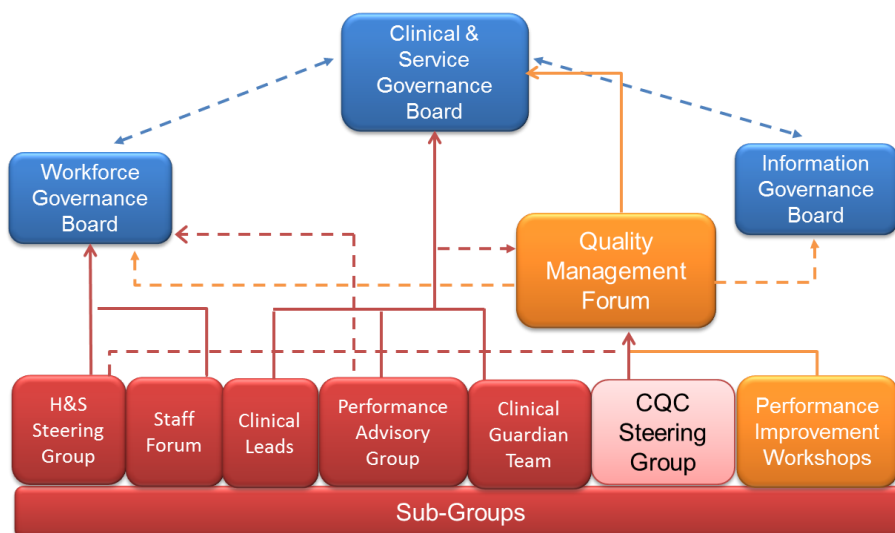 Clinical &
Service
Governance
Board
Workforce
Governance
Board
Information
Governance
Board
Quality
Management
Forum
H&S
Steering
Group
Staff
Forum
Clinical
Leads
Performance
Advisory
Group
Clinical
Guardian
Team
CQC
Steering
Group
Performance
Improvement
Workshops
Sub-Groups